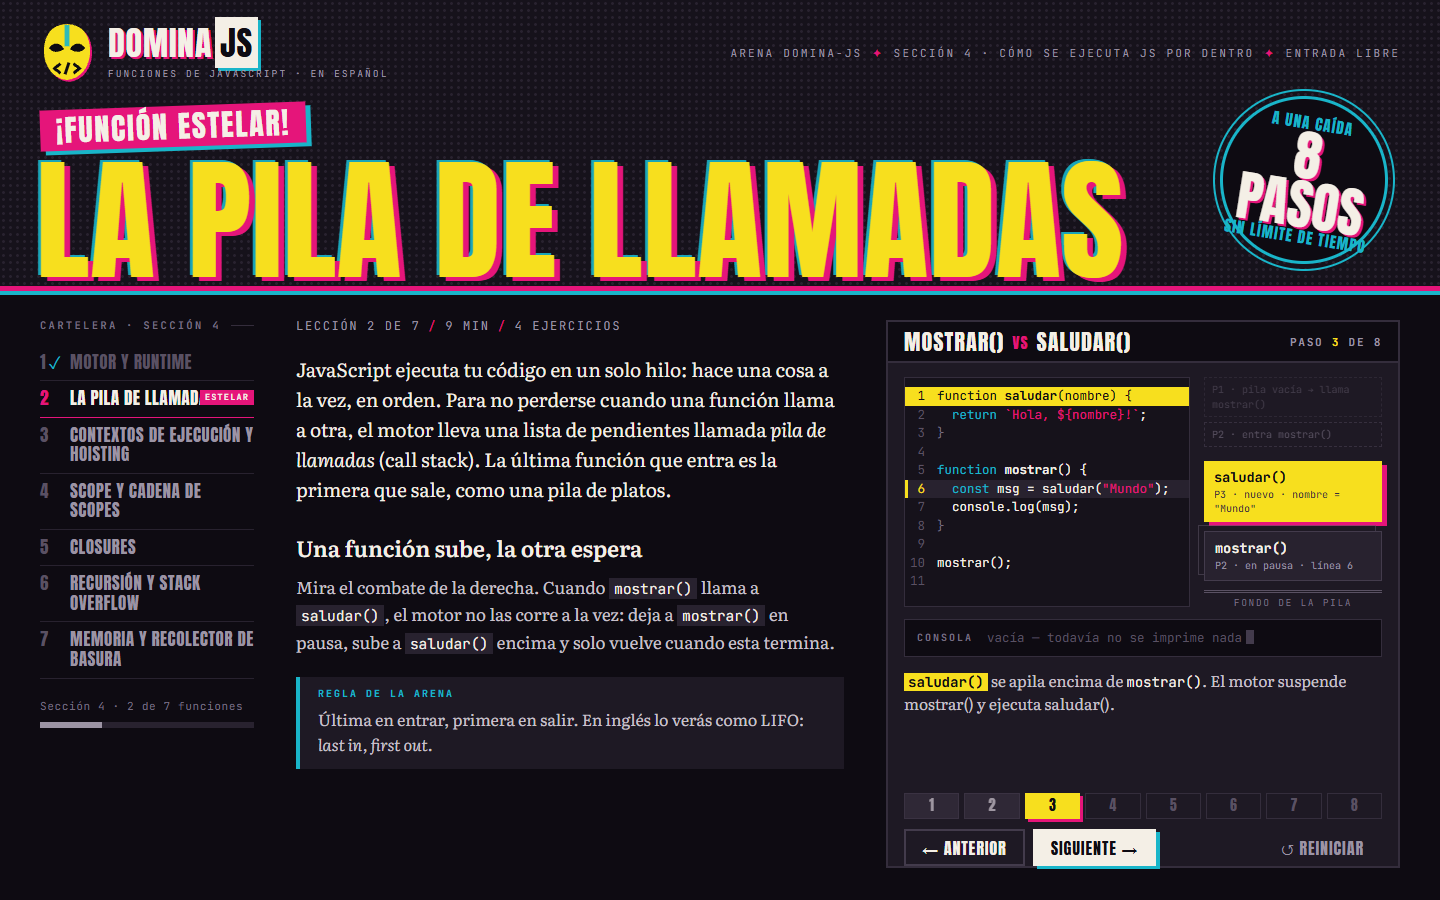 DOMINA JS
FUNCIONES DE JAVASCRIPT · EN ESPAÑOL
ARENA DOMINA-JS ✦ SECCIÓN 4 · CÓMO SE EJECUTA JS POR DENTRO ✦ ENTRADA LIBRE
¡FUNCIÓN ESTELAR!
LA PILA DE LLAMADAS
A UNA CAÍDA
8
PASOS
SIN LÍMITE DE TIEMPO
CARTELERA · SECCIÓN 4
1✓ MOTOR Y RUNTIME
2 LA PILA DE LLAMAD ESTELAR
3 CONTEXTOS DE EJECUCIÓN Y
HOISTING
4 SCOPE Y CADENA DE
SCOPES
5 CLOSURES
6 RECURSIÓN Y STACK
OVERFLOW
7 MEMORIA Y RECOLECTOR DE
BASURA
Sección 4 · 2 de 7 funciones
LECCIÓN 2 DE 7 / 9 MIN / 4 EJERCICIOS
JavaScript ejecuta tu código en un solo hilo: hace una cosa a
la vez, en orden. Para no perderse cuando una función llama
a otra, el motor lleva una lista de pendientes llamada pila de
llamadas (call stack). La última función que entra es la
primera que sale, como una pila de platos.
Una función sube, la otra espera
Mira el combate de la derecha. Cuando mostrar() llama a
saludar(), el motor no las corre a la vez: deja a mostrar() en
pausa, sube a saludar() encima y solo vuelve cuando esta termina.
REGLA DE LA ARENA
Última en entrar, primera en salir. En inglés lo verás como LIFO:
last in, first out.
MOSTRAR() VS SALUDAR()
PASO 3 DE 8
1 function saludar(nombre) {
2 return `Hola, ${nombre}!`;
3 }
4
5 function mostrar() {
6 const msg = saludar("Mundo");
7 console.log(msg);
8 }
9
10 mostrar();
11
P1 · pila vacía → llama
mostrar()
P2 · entra mostrar()
saludar()
P3 · nuevo · nombre =
"Mundo"
mostrar()
P2 · en pausa · línea 6
FONDO DE LA PILA
CONSOLA vacía — todavía no se imprime nada
saludar() se apila encima de mostrar(). El motor suspende
mostrar() y ejecuta saludar().
1 2 3 4 5 6 7 8
← ANTERIOR
SIGUIENTE →
↺ REINICIAR